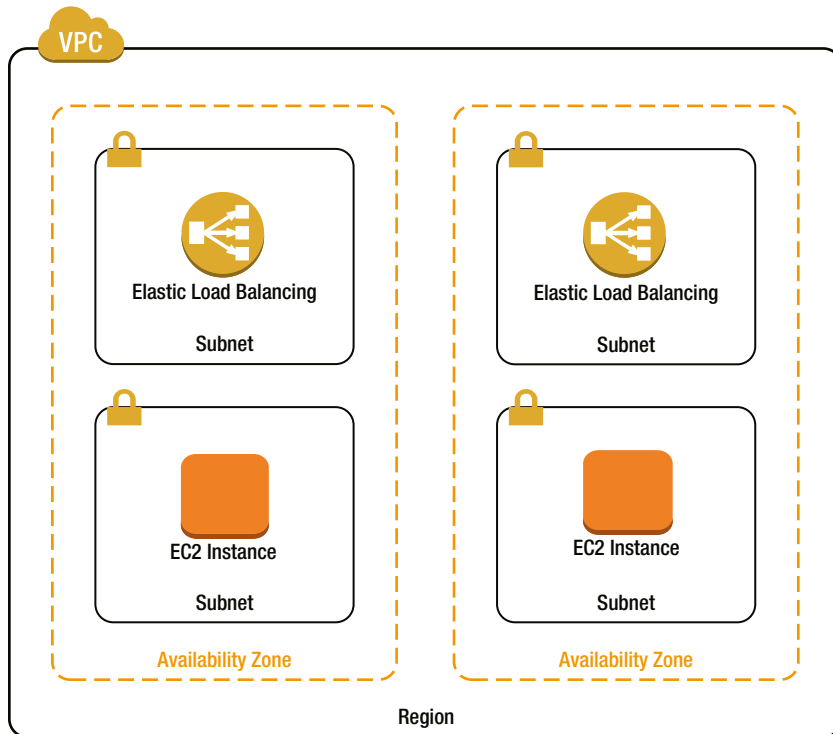 VPC
Elastic Load Balancing
Subnet
EC2 Instance
Subnet
Availability Zone
Elastic Load Balancing
Subnet
EC2 Instance
Subnet
Availability Zone
Region